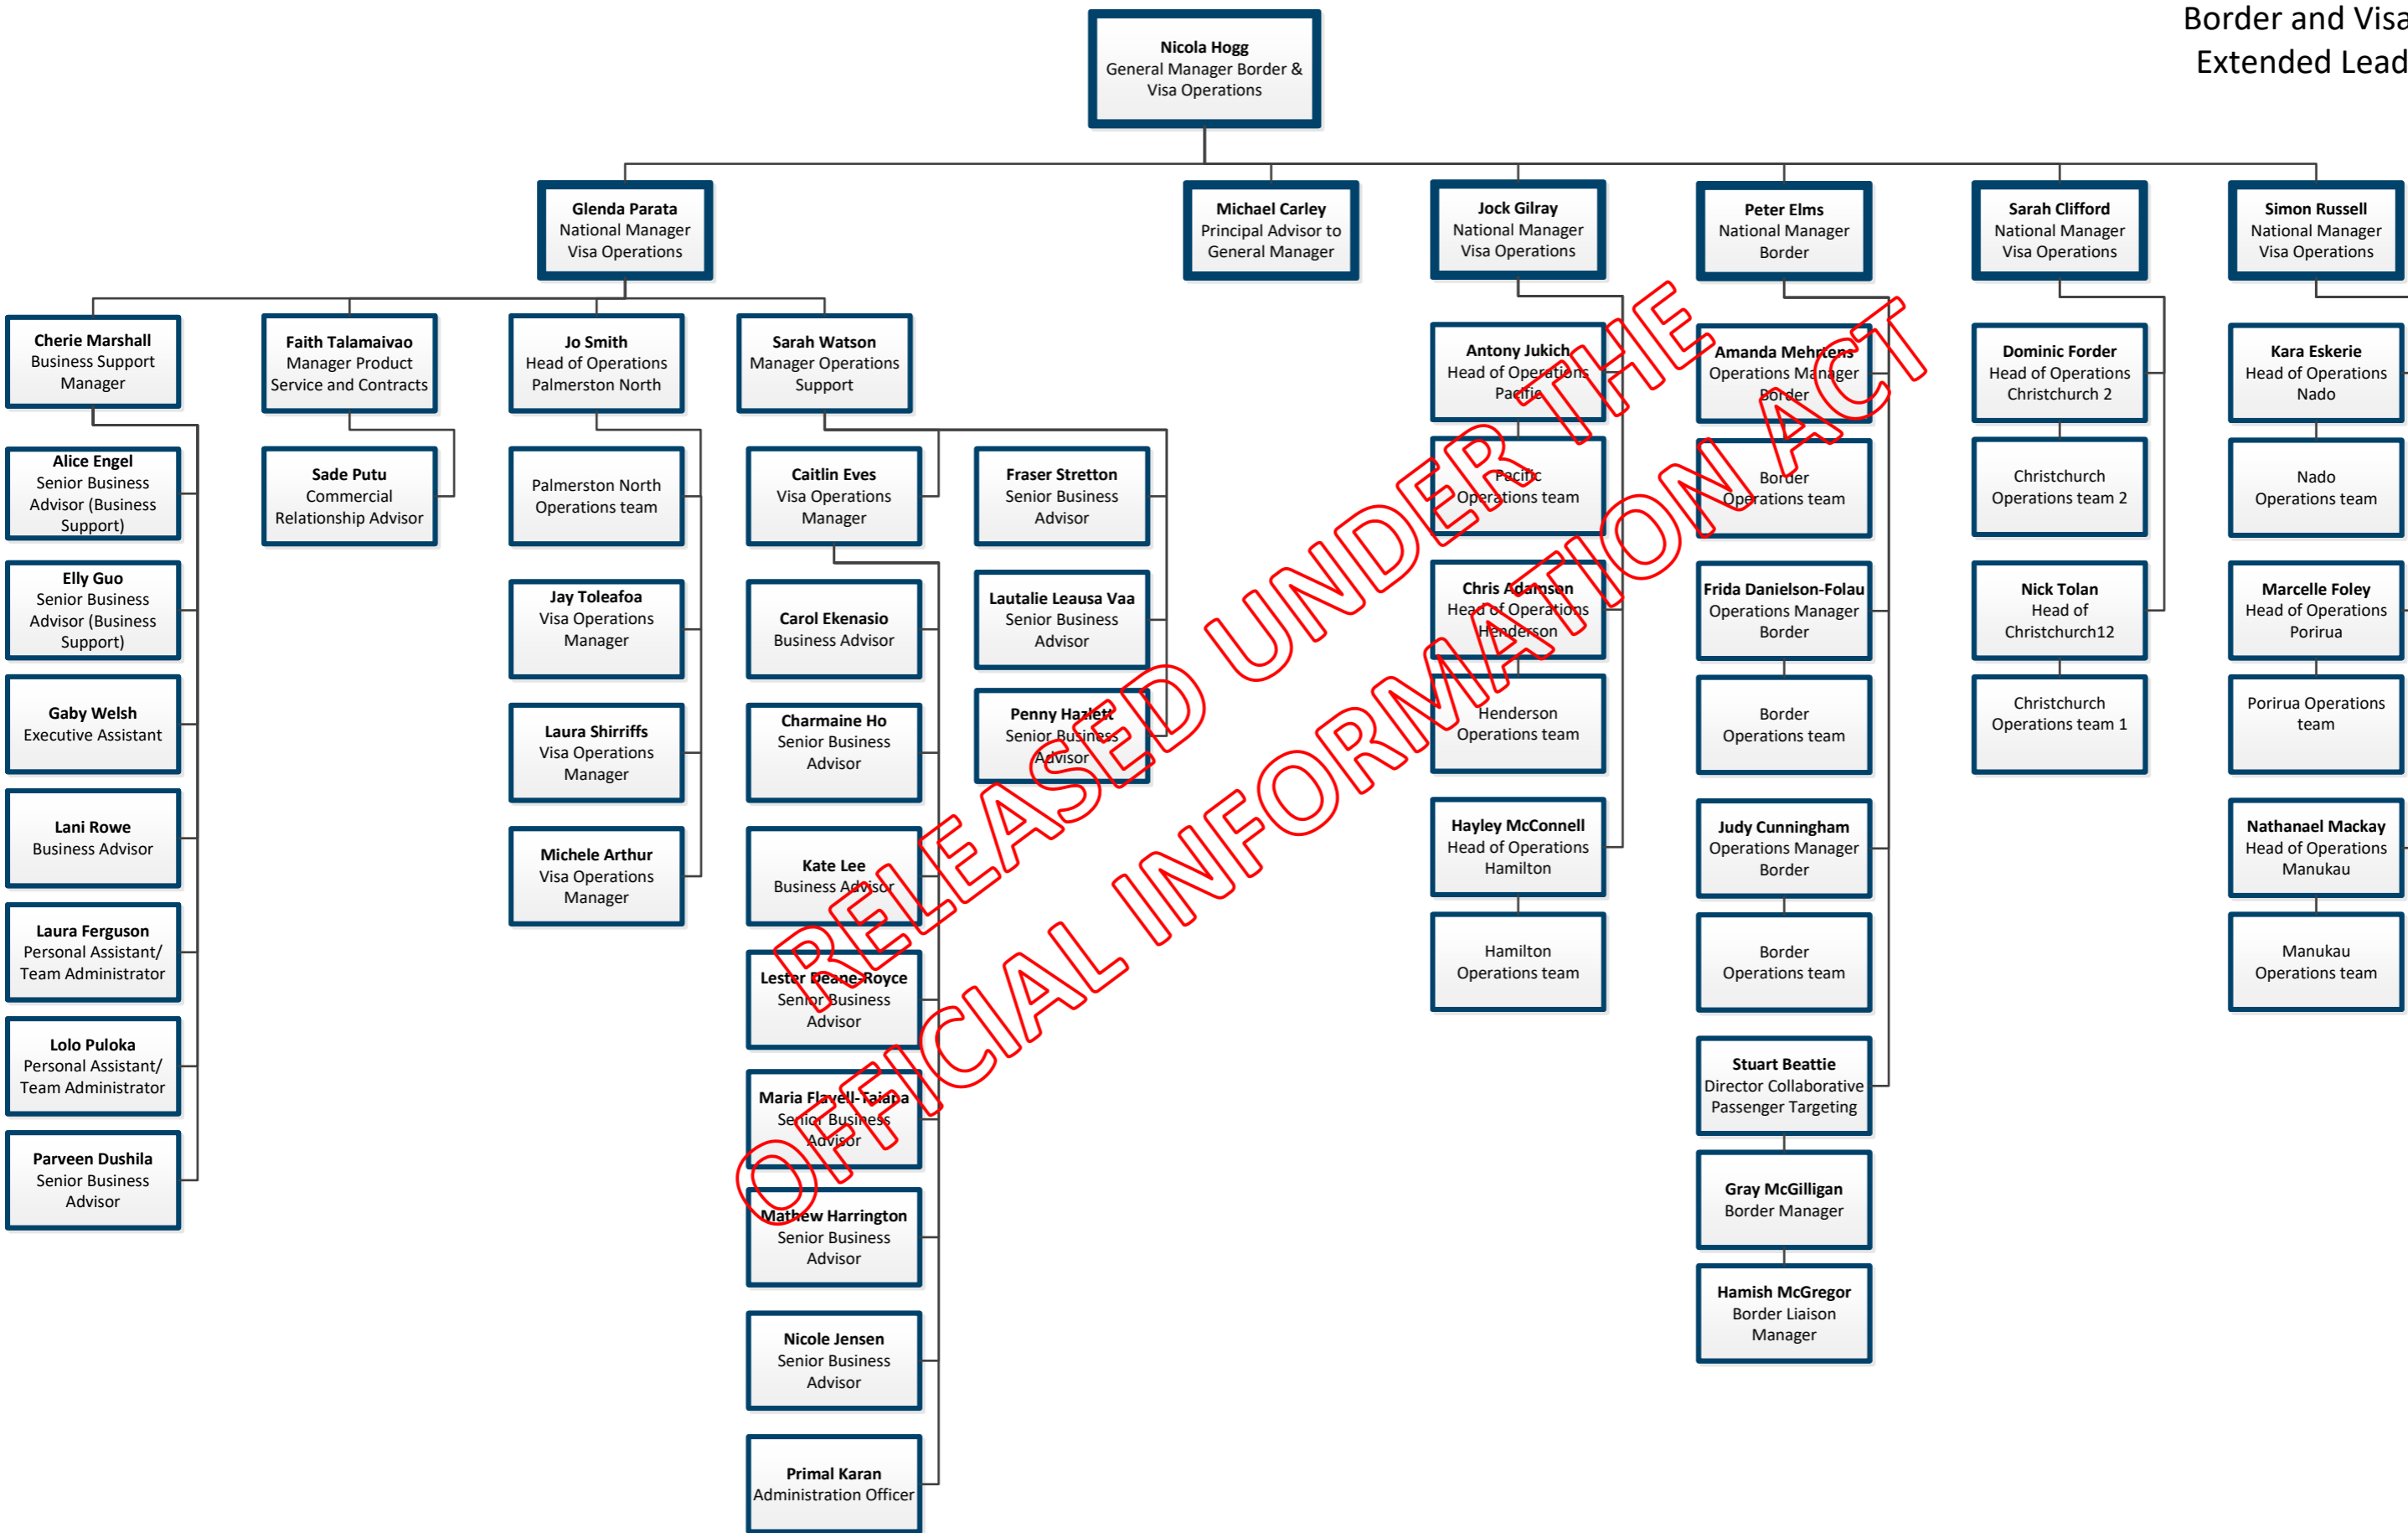 Border and Visa
Extended Lead
Nicola Hogg
General Manager Border &
Visa Operations
Glenda Parata
National Manager
Visa Operations
Michael Carley
Principal Advisor to
General Manager
Jock Gilray
National Manager
Visa Operations
Peter Elms
National Manager
Border
Sarah Clifford
National Manager
Visa Operations
Simon Russell
National Manager
Visa Operations
Cherie Marshall
Business Support
Manager
Alice Engel
Senior Business
Advisor (Business
Support)
Elly Guo
Senior Business
Advisor (Business
Support)
Gaby Welsh
Executive Assistant
Lani Rowe
Business Advisor
Laura Ferguson
Personal Assistant/
Team Administrator
Lolo Puloka
Personal Assistant/
Team Administrator
Parveen Dushila
Senior Business
Advisor
Faith Talamaivao
Manager Product
Service and Contracts
Sade Putu
Commercial
Relationship Advisor
Jo Smith
Head of Operations
Palmerston North
Palmerston North
Operations team
Jay Toleafoa
Visa Operations
Manager
Laura Shirriffs
Visa Operations
Manager
Michele Arthur
Visa Operations
Manager
Sarah Watson
Manager Operations
Support
Caitlin Eves
Visa Operations
Manager
Carol Ekenasio
Business Advisor
Charmaine Ho
Senior Business
Advisor
Kate Lee
Business Advisor
Lester Deane-Royce
Senior Business
Advisor
Maria Flavell-Taiapa
Senior Business
Advisor
Mathew Harrington
Senior Business
Advisor
Nicole Jensen
Senior Business
Advisor
Primal Karan
Administration Officer
Fraser Stretton
Senior Business
Advisor
Lautalie Leausa Vaa
Senior Business
Advisor
Penny Hazlett
Senior Business
Advisor
Antony Jukich
Head of Operations
Pacific
Pacific
Operations team
Chris Adamson
Head of Operations
Henderson
Henderson
Operations team
Hayley McConnell
Head of Operations
Hamilton
Hamilton
Operations team
Amanda Mehrtens
Operations Manager
Border
Border
Operations team
Frida Danielson-Folau
Operations Manager
Border
Border
Operations team
Judy Cunningham
Operations Manager
Border
Border
Operations team
Stuart Beattie
Director Collaborative
Passenger Targeting
Gray McGilligan
Border Manager
Hamish McGregor
Border Liaison
Manager
Dominic Forder
Head of Operations
Christchurch 2
Christchurch
Operations team 2
Nick Tolan
Head of
Christchurch12
Christchurch
Operations team 1
Kara Eskerie
Head of Operations
Nado
Nado
Operations team
Marcelle Foley
Head of Operations
Porirua
Porirua Operations
team
Nathanael Mackay
Head of Operations
Manukau
Manukau
Operations team
RELEASED UNDER THE
OFFICIAL INFORMATION ACT